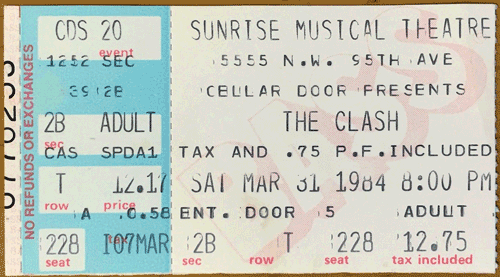 CDS 20 SUNRISE MUSICAL THEATRE
event
1252 SEC 5555 N.W. 95TH AVE
39 2B CELLAR DOOR PRESENTS
2B ADULT THE CLASH
sec
CAS SPDA1 TAX AND .75 P.F. INCLUDED
T 12.17 SAT MAR 31 1984 8:00 PM
row price
A 0.58 ENT. DOOR 5 ADULT
tax
228 107MAR 2B T 228 12.75
seat sec row seat tax included
NO REFUNDS OR EXCHANGES